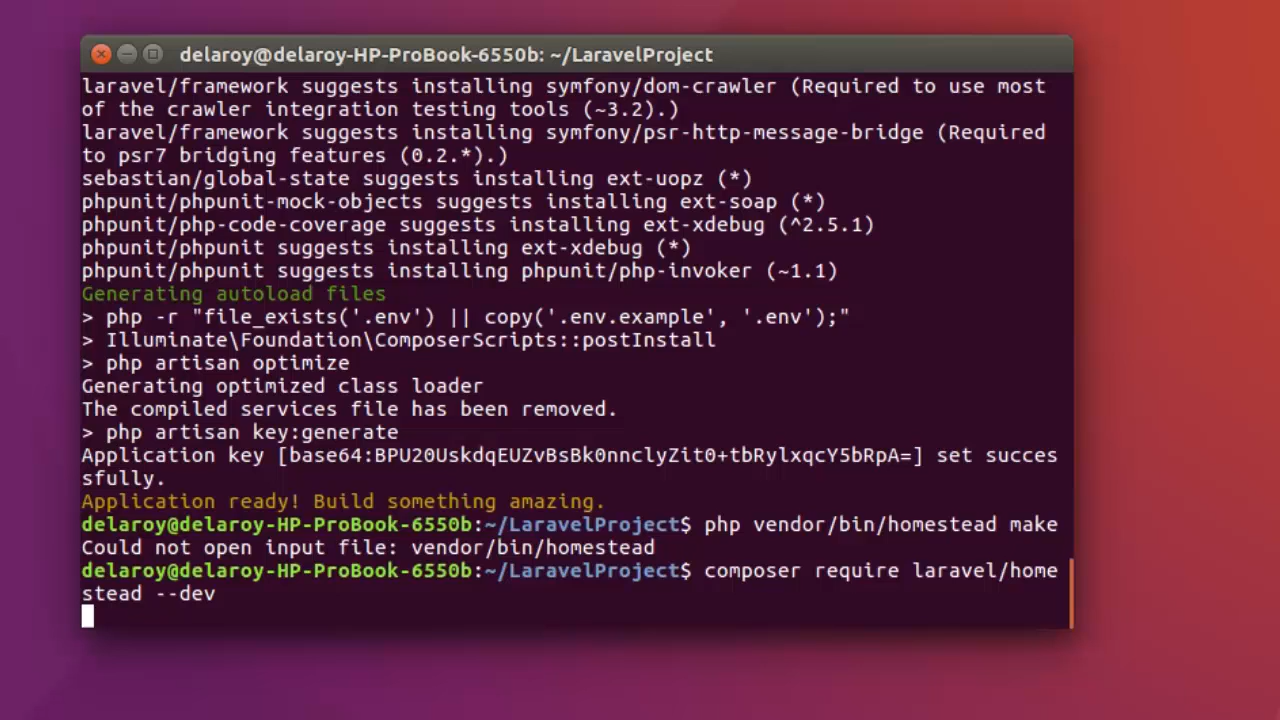 delaroy@delaroy-HP-ProBook-6550b: ~/LaravelProject
laravel/framework suggests installing symfony/dom-crawler (Required to use most
of the crawler integration testing tools (~3.2).)
laravel/framework suggests installing symfony/psr-http-message-bridge (Required
to psr7 bridging features (0.2.*).)
sebastian/global-state suggests installing ext-uopz (*)
phpunit/phpunit-mock-objects suggests installing ext-soap (*)
phpunit/php-code-coverage suggests installing ext-xdebug (^2.5.1)
phpunit/phpunit suggests installing ext-xdebug (*)
phpunit/phpunit suggests installing phpunit/php-invoker (~1.1)
Generating autoload files
> php -r "file_exists('.env') || copy('.env.example', '.env');"
> Illuminate\Foundation\ComposerScripts::postInstall
> php artisan optimize
Generating optimized class loader
The compiled services file has been removed.
> php artisan key:generate
Application key [base64:BPU20UskdqEUZvBsBk0nnclyZit0+tbRylxqcY5bRpA=] set succes
sfully.
Application ready! Build something amazing.
delaroy@delaroy-HP-ProBook-6550b:~/LaravelProject$ php vendor/bin/homestead make
Could not open input file: vendor/bin/homestead
delaroy@delaroy-HP-ProBook-6550b:~/LaravelProject$ composer require laravel/home
stead --dev